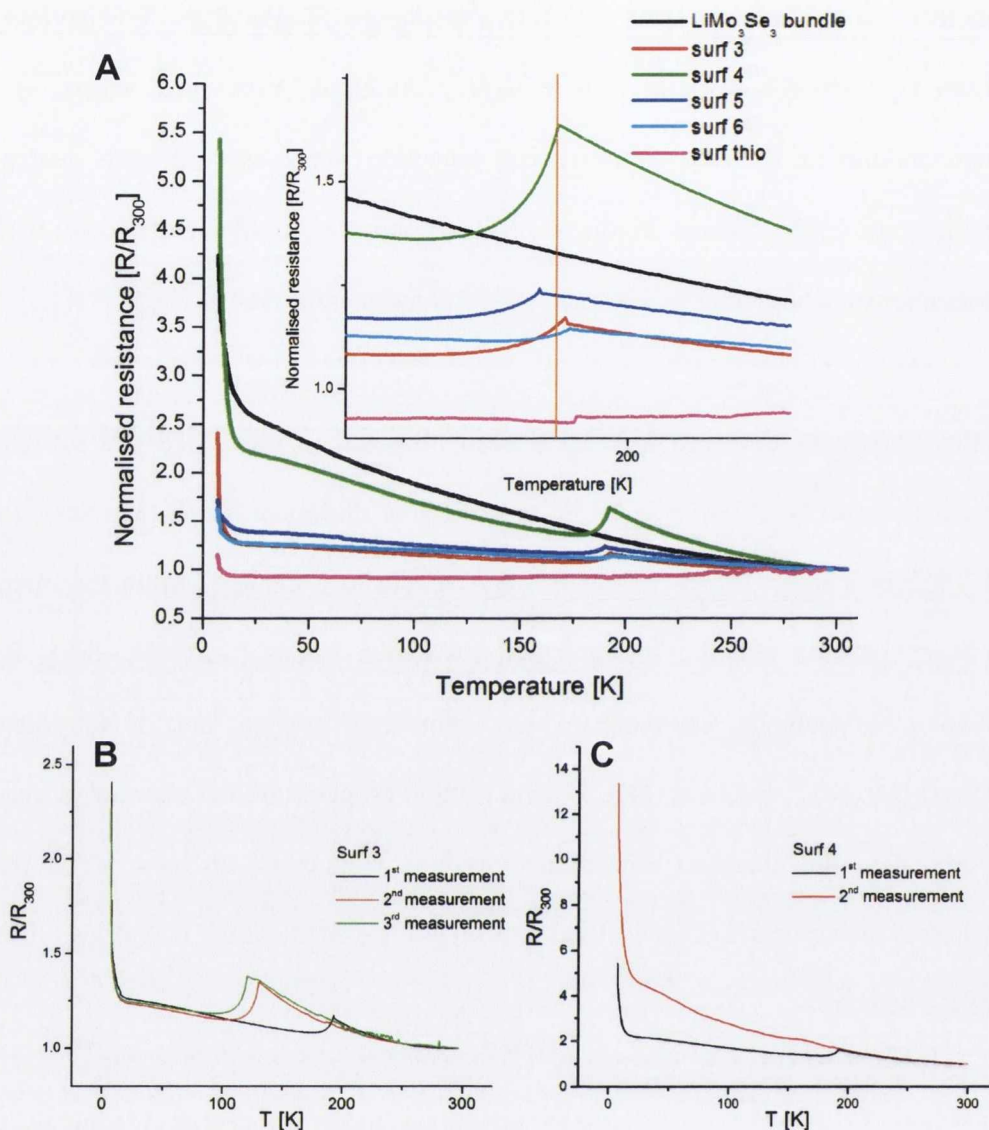 LiMo₃Se₃ bundle
surf 3
surf 4
surf 5
surf 6
surf thio
A
6.0
5.5
5.0
4.5
4.0
3.5
3.0
2.5
2.0
1.5
1.0
0.5
Normalised resistance [R/R₃₀₀]
0
50
100
150
200
250
300
Temperature [K]
1.5
1.0
Normalised resistance [R/R₃₀₀]
200
Temperature [K]
B
2.5
2.0
1.5
1.0
R/R₃₀₀
Surf 3
1ˢᵗ measurement
2ⁿᵈ measurement
3ʳᵈ measurement
0
100
200
300
T [K]
C
14
12
10
8
6
4
2
0
R/R₃₀₀
Surf 4
1ˢᵗ measurement
2ⁿᵈ measurement
0
100
200
300
T [K]